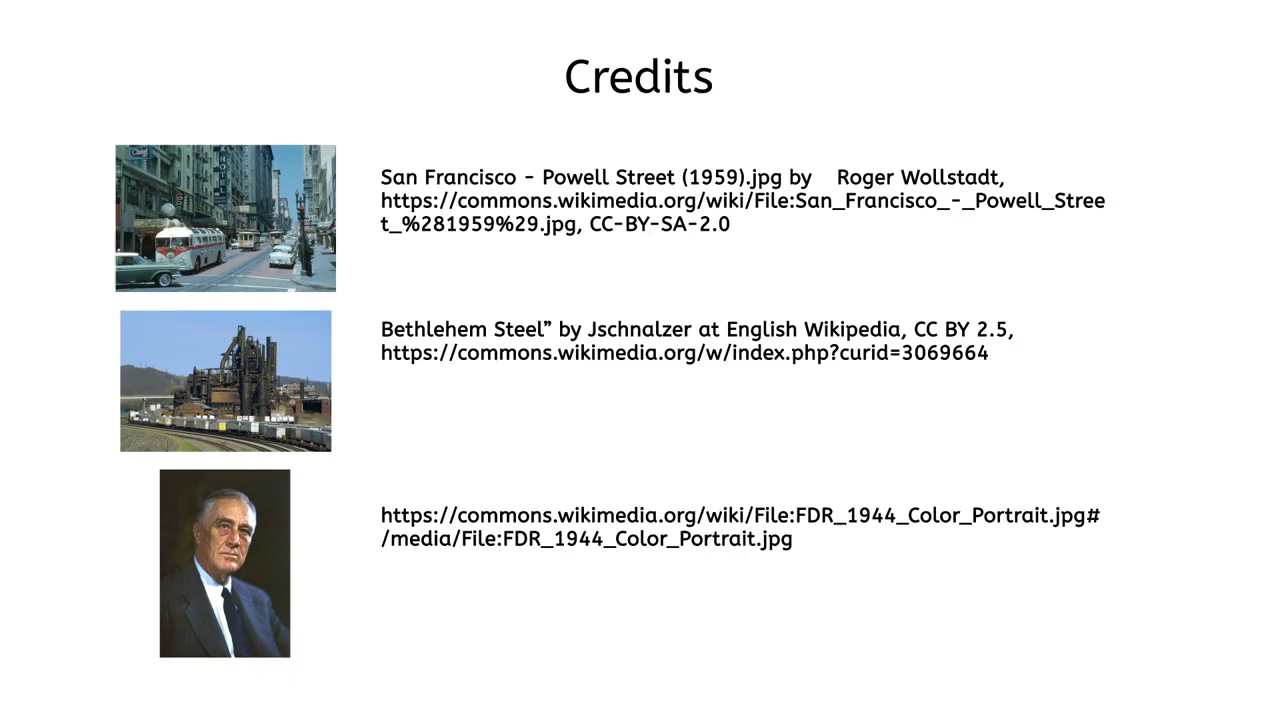 Credits
San Francisco - Powell Street (1959).jpg by Roger Wollstadt,
https://commons.wikimedia.org/wiki/File:San_Francisco_-_Powell_Stree
t_%281959%29.jpg, CC-BY-SA-2.0
HOTEL
Bethlehem Steel” by Jschnalzer at English Wikipedia, CC BY 2.5,
https://commons.wikimedia.org/w/index.php?curid=3069664
https://commons.wikimedia.org/wiki/File:FDR_1944_Color_Portrait.jpg#
/media/File:FDR_1944_Color_Portrait.jpg